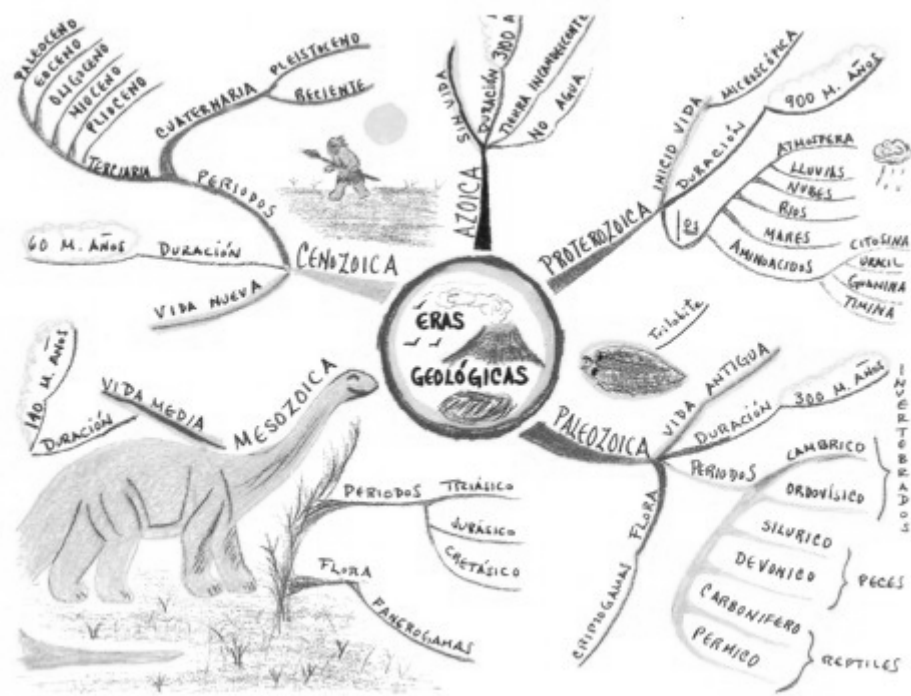 ERAS
GEOLÓGICAS
AZOICA
SIN VIDA
DURACIÓN 3100 A
TIERRA INCANDESCENTE
NO AGUA
PROTEROZOICA
INICIO VIDA
MICROSCÓPICA
DURACIÓN
900 M. AÑOS
1os
ATMOSFERA
LLUVIAS
NUBES
RIOS
MARES
AMINOACIDOS
CITOSINA
URACIL
GUANINA
TIMINA
Trilobite
PALEOZOICA
VIDA ANTIGUA
DURACIÓN
300 M. AÑOS
PERIODOS
CAMBRICO
ORDOVÍSICO
INVERTEBRADOS
SILURICO
DEVONICO
PECES
CARBONIFERO
PERMICO
REPTILES
FLORA
CRIPTOGAMAS
MESOZOICA
VIDA MEDIA
DURACIÓN
140 M. AÑOS
PERIODOS
TRIÁSICO
JURÁSICO
CRETÁSICO
FLORA
FANEROGAMAS
CENOZOICA
VIDA NUEVA
DURACIÓN
60 M. AÑOS
PERIODOS
TERCIARIA
PALEOCENO
EOCENO
OLIGOCENO
MIOCENO
PLIOCENO
CUATERNARIA
PLEISTOCENO
RECIENTE